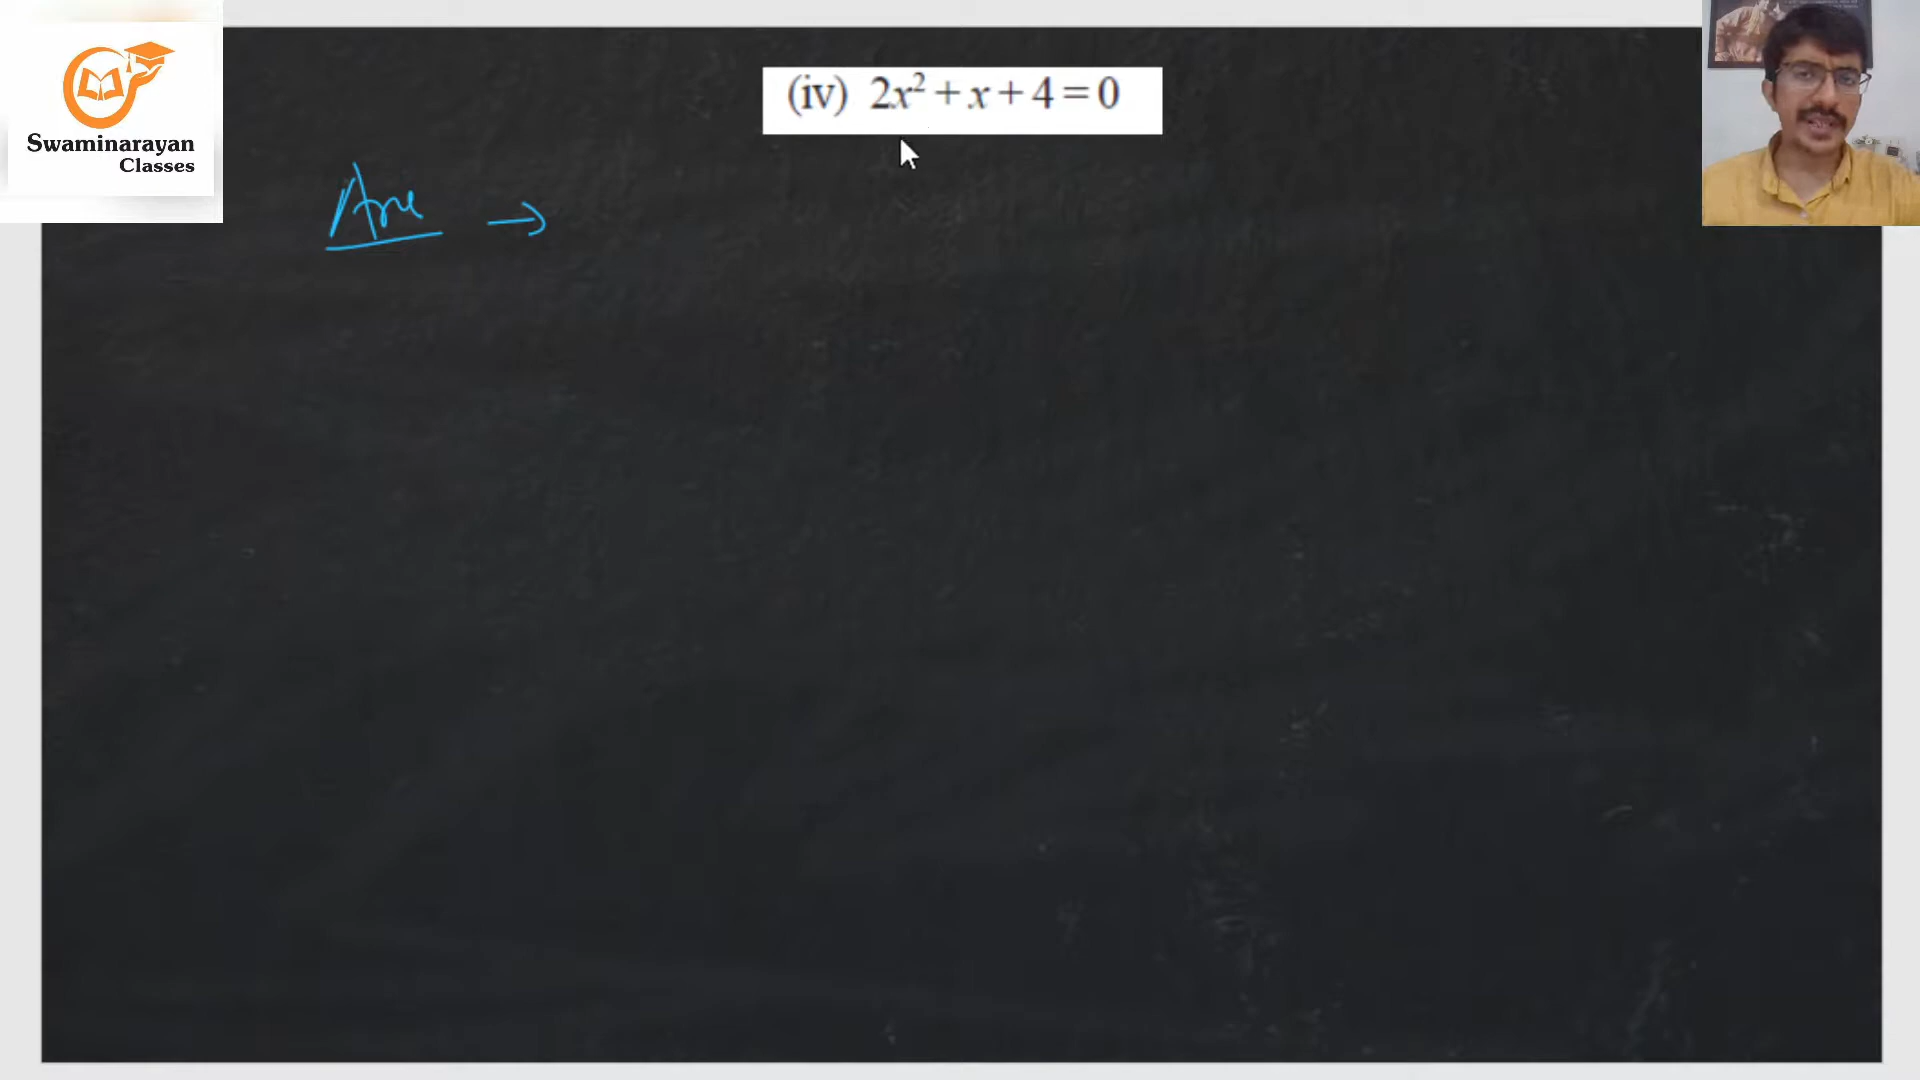 Swaminarayan
Classes
(iv) 2x² + x + 4 = 0
Ans →